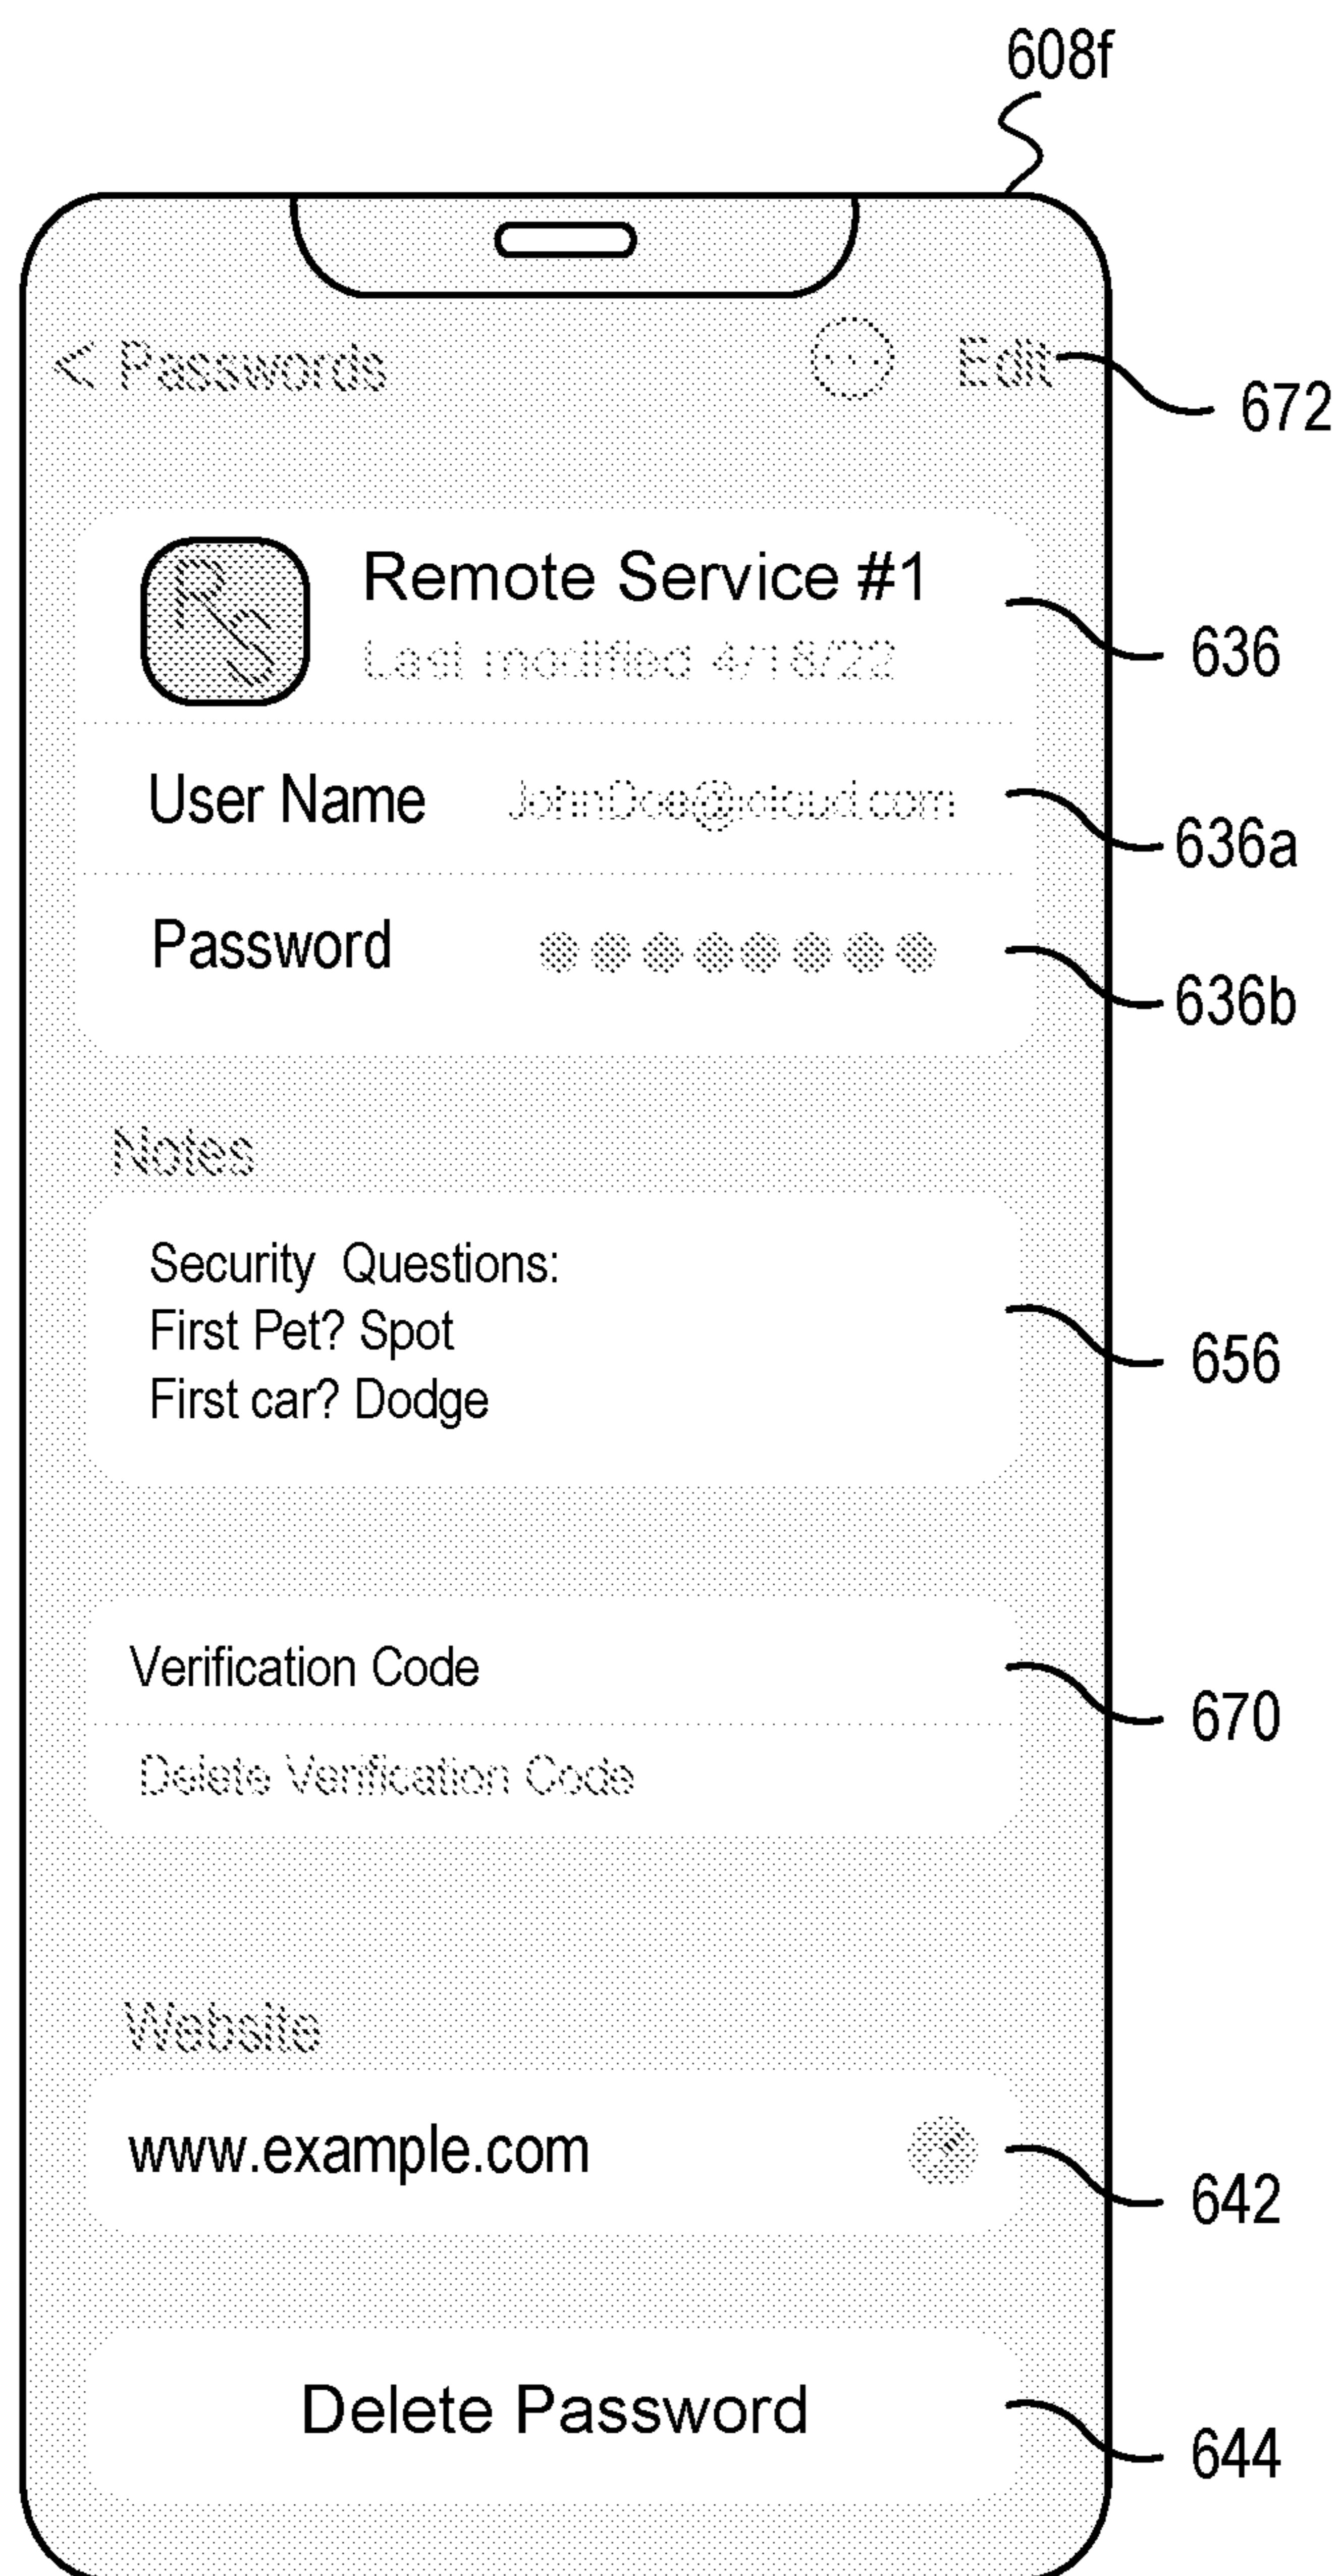 608f
< Passwords ... Edit
672
RS
Remote Service #1
636
Last modified 4/18/22
User Name JohnDoe@icloud.com
636a
Password ●●●●●●●●
636b
Notes
Security Questions:
First Pet? Spot
656
First car? Dodge
Verification Code
670
Delete Verification Code
Website
www.example.com
642
Delete Password
644